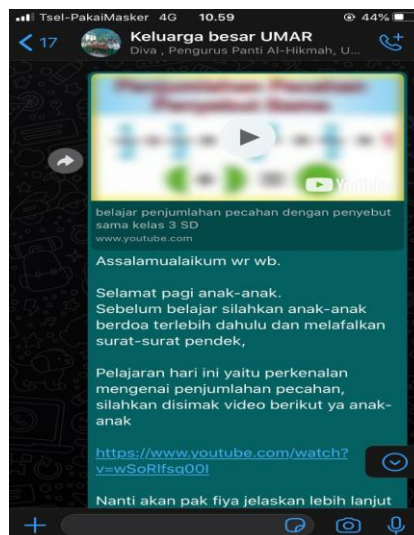 Tsel-PakaiMasker 4G 10.59 44%
17 Keluarga besar UMAR
Diva , Pengurus Panti Al-Hikmah, U...
Penjumlahan Pecahan
Penyebut Sama
YouTube
belajar penjumlahan pecahan dengan penyebut
sama kelas 3 SD
www.youtube.com
Assalamualaikum wr wb.
Selamat pagi anak-anak.
Sebelum belajar silahkan anak-anak
berdoa terlebih dahulu dan melafalkan
surat-surat pendek,
Pelajaran hari ini yaitu perkenalan
mengenai penjumlahan pecahan,
silahkan disimak video berikut ya anak-
anak
https://www.youtube.com/watch?
v=wSoRlfsq00I
Nanti akan pak fiya jelaskan lebih lanjut